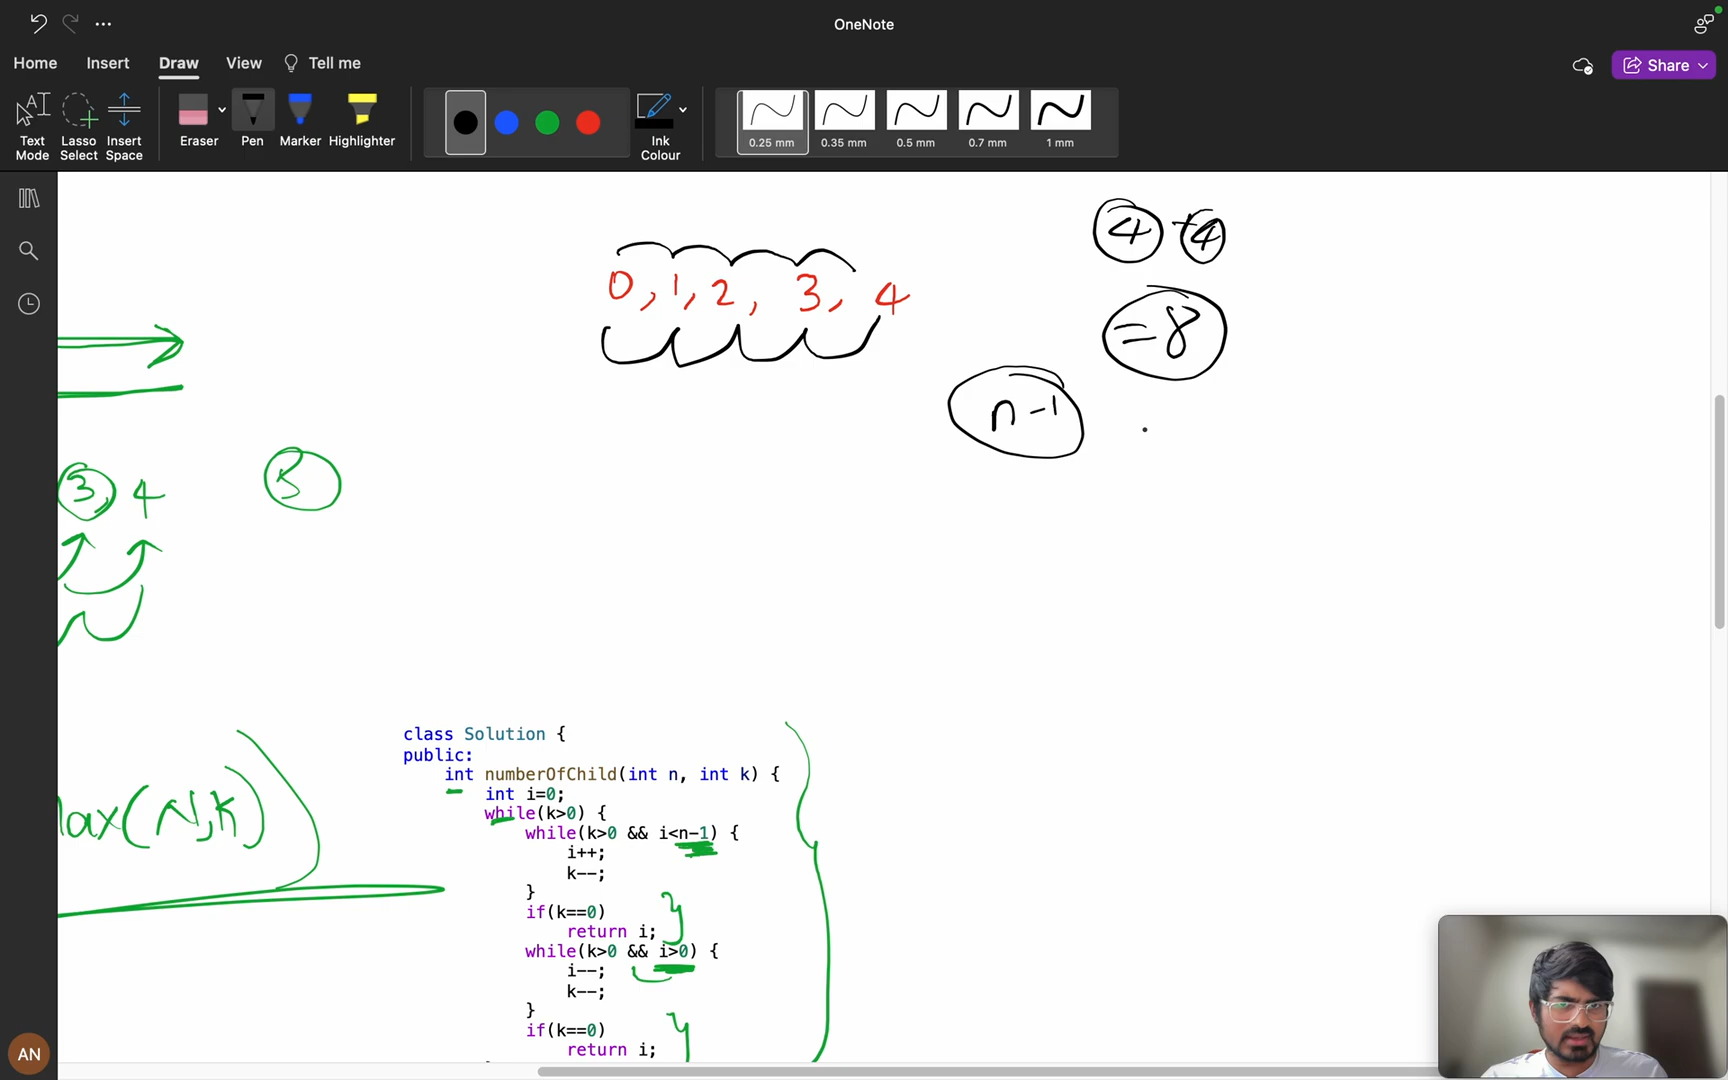 OneNote
Home Insert Draw View Tell me
Share
Text Mode
Lasso Select
Insert Space
Eraser
Pen
Marker
Highlighter
Ink Colour
0.25 mm
0.35 mm
0.5 mm
0.7 mm
1 mm
4 + 4
0, 1, 2, 3, 4
= 8
n-1
3, 4
5
(N,K)
class Solution {
public:
int numberOfChild(int n, int k) {
int i=0;
while(k>0) {
while(k>0 && i<n-1) {
i++;
k--;
}
if(k==0)
return i;
while(k>0 && i>0) {
i--;
k--;
}
if(k==0)
return i;
AN